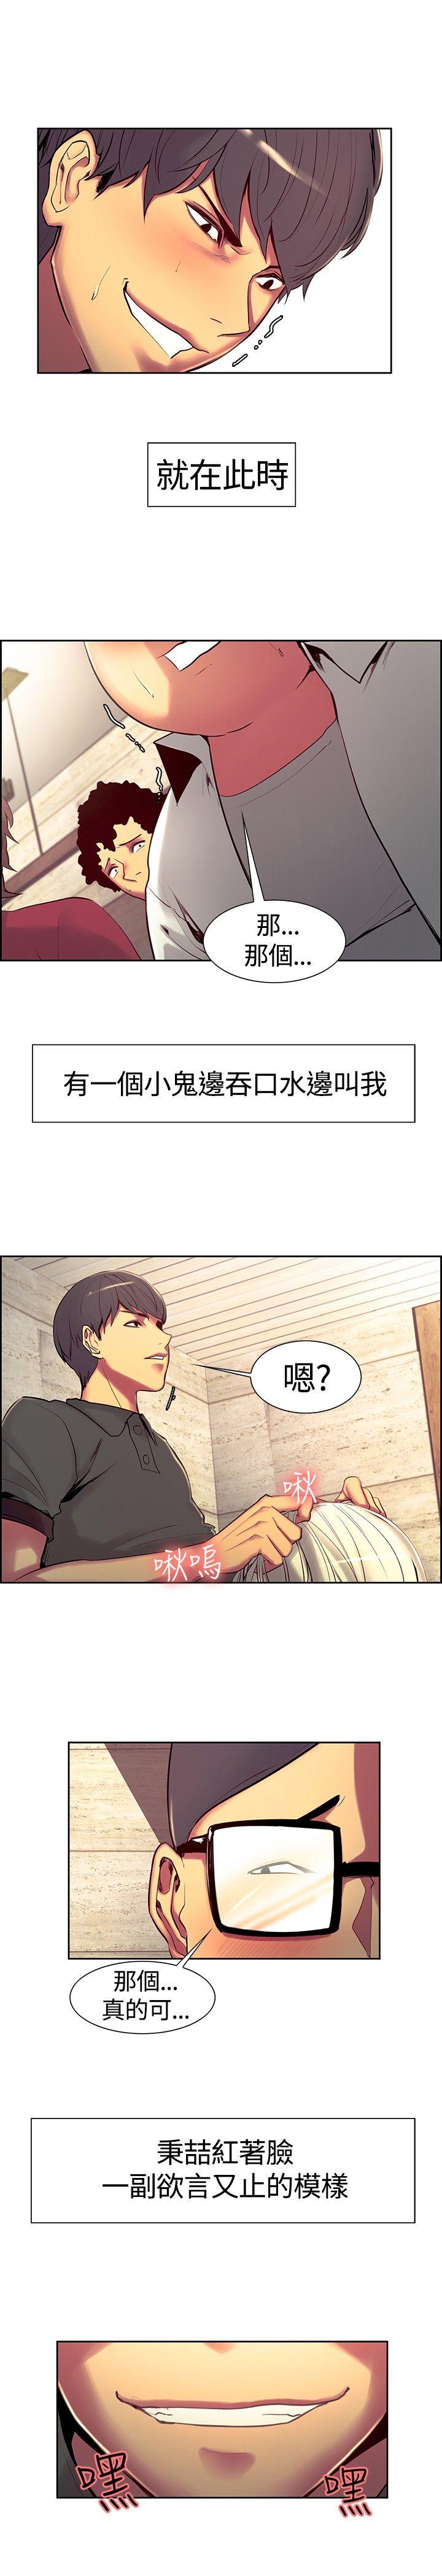 就在此時
那...
那個...
有一個小鬼邊吞口水邊叫我
嗯?
啾
啾嗚
那個...
真的可...
秉喆紅著臉
一副欲言又止的模樣
嘿
嘿